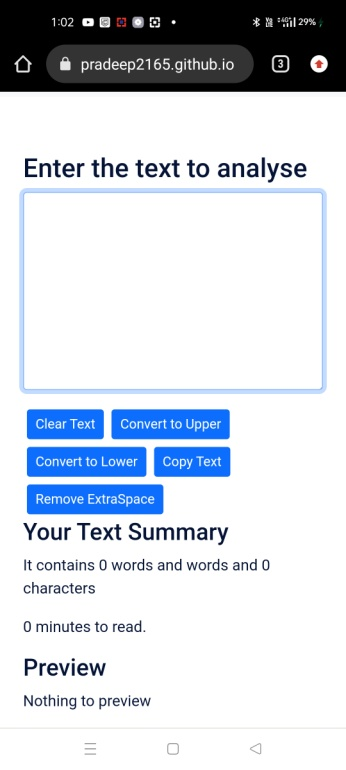 1:02 29%
pradeep2165.github.io 3
Enter the text to analyse
Clear Text Convert to Upper
Convert to Lower Copy Text
Remove ExtraSpace
Your Text Summary
It contains 0 words and words and 0
characters
0 minutes to read.
Preview
Nothing to preview